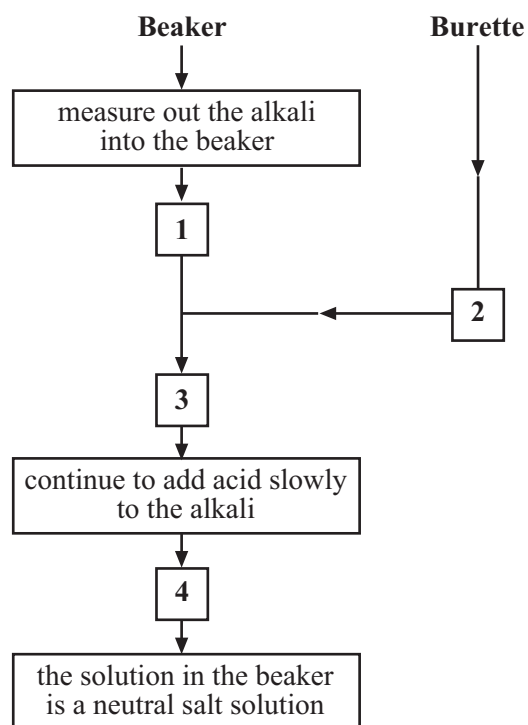 Beaker
Burette
measure out the alkali
into the beaker
1
2
3
continue to add acid slowly
to the alkali
4
the solution in the beaker
is a neutral salt solution